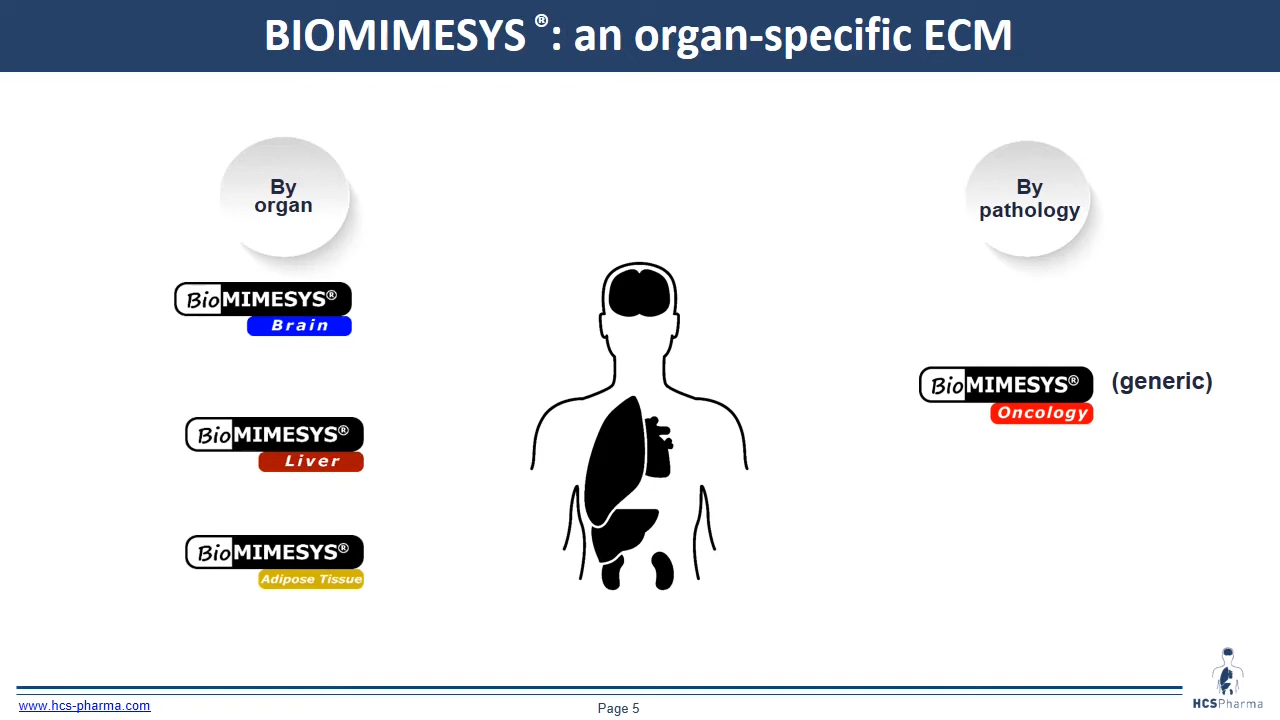 BIOMIMESYS ®: an organ-specific ECM
By
organ
BioMIMESYS®
Brain
BioMIMESYS®
Liver
BioMIMESYS®
Adipose Tissue
By
pathology
BioMIMESYS® (generic)
Oncology
www.hcs-pharma.com
Page 5
HCSPharma